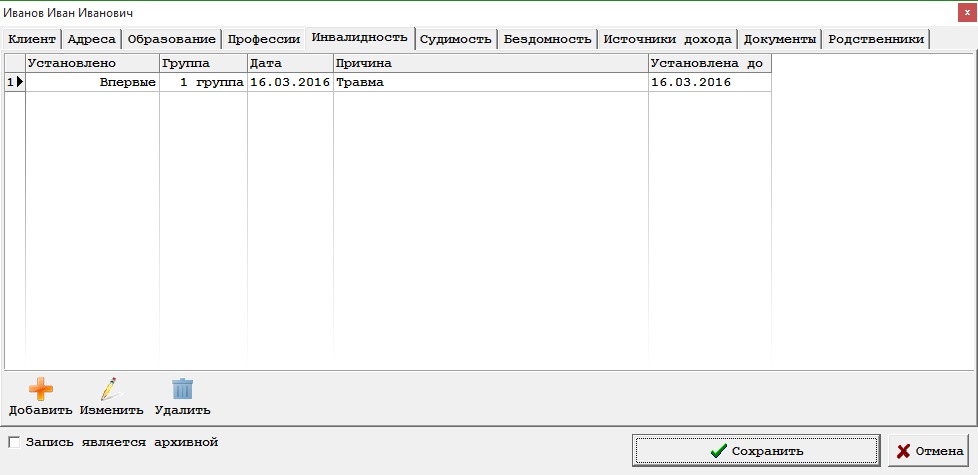 Иванов Иван Иванович
Клиент Адреса Образование Профессии Инвалидность Судимость Бездомность Источники дохода Документы Родственники
Установлено Группа Дата Причина Установлена до
1 Впервые 1 группа 16.03.2016 Травма 16.03.2016
Добавить Изменить Удалить
Запись является архивной
Сохранить Отмена